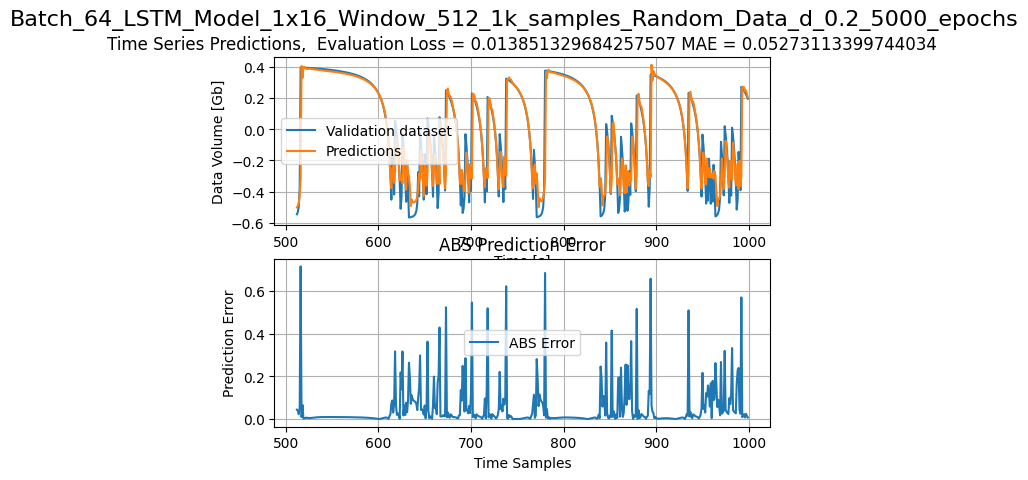 Batch_64_LSTM_Model_1x16_Window_512_1k_samples_Random_Data_d_0.2_5000_epochs
Time Series Predictions,  Evaluation Loss = 0.013851329684257507 MAE = 0.05273113399744034
Data Volume [Gb]
0.4
0.2
0.0
−0.2
−0.4
−0.6
Validation dataset
Predictions
500 600 700 800 900 1000
Time [s]
ABS Prediction Error
Prediction Error
0.6
0.4
0.2
0.0
ABS Error
500 600 700 800 900 1000
Time Samples